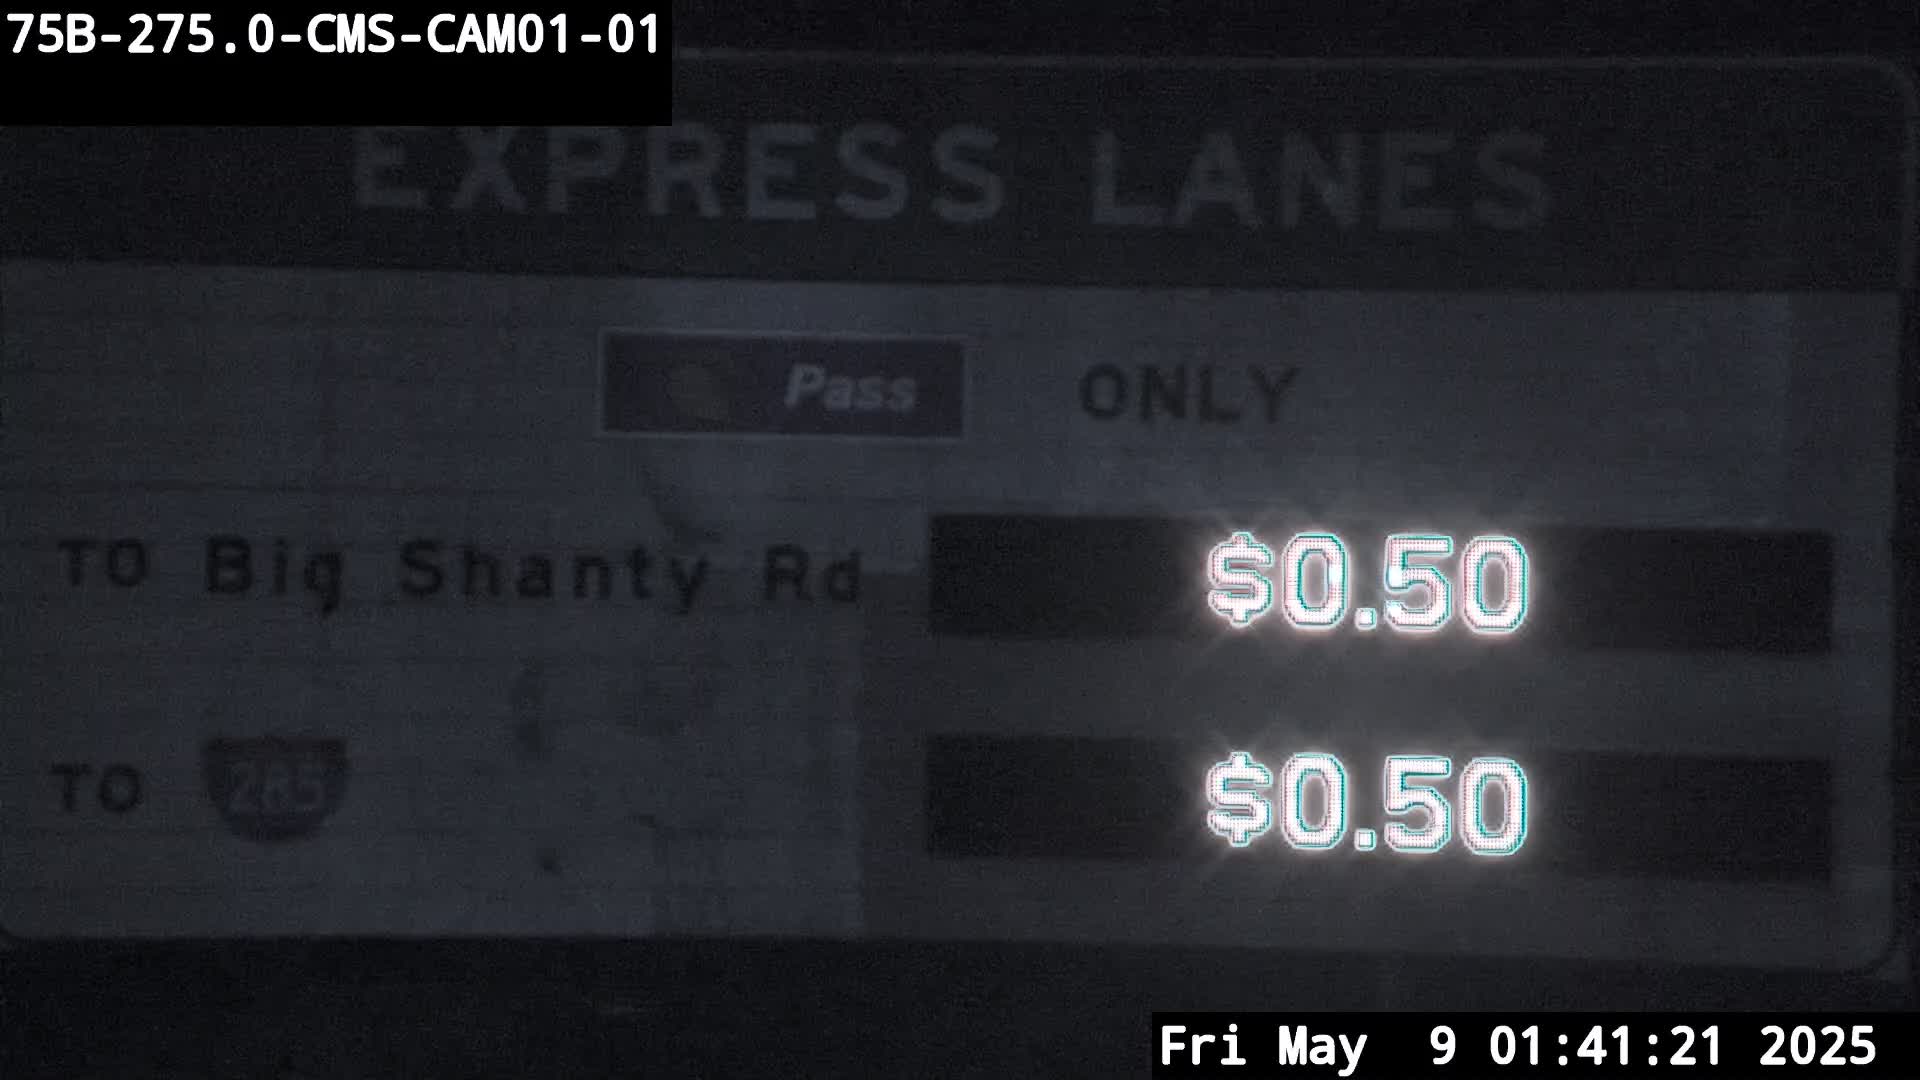 75B-275.0-CMS-CAM01-01
EXPRESS LANES
Pass ONLY
TO Big Shanty Rd $0.50
TO 285 $0.50
Fri May 9 01:41:21 2025